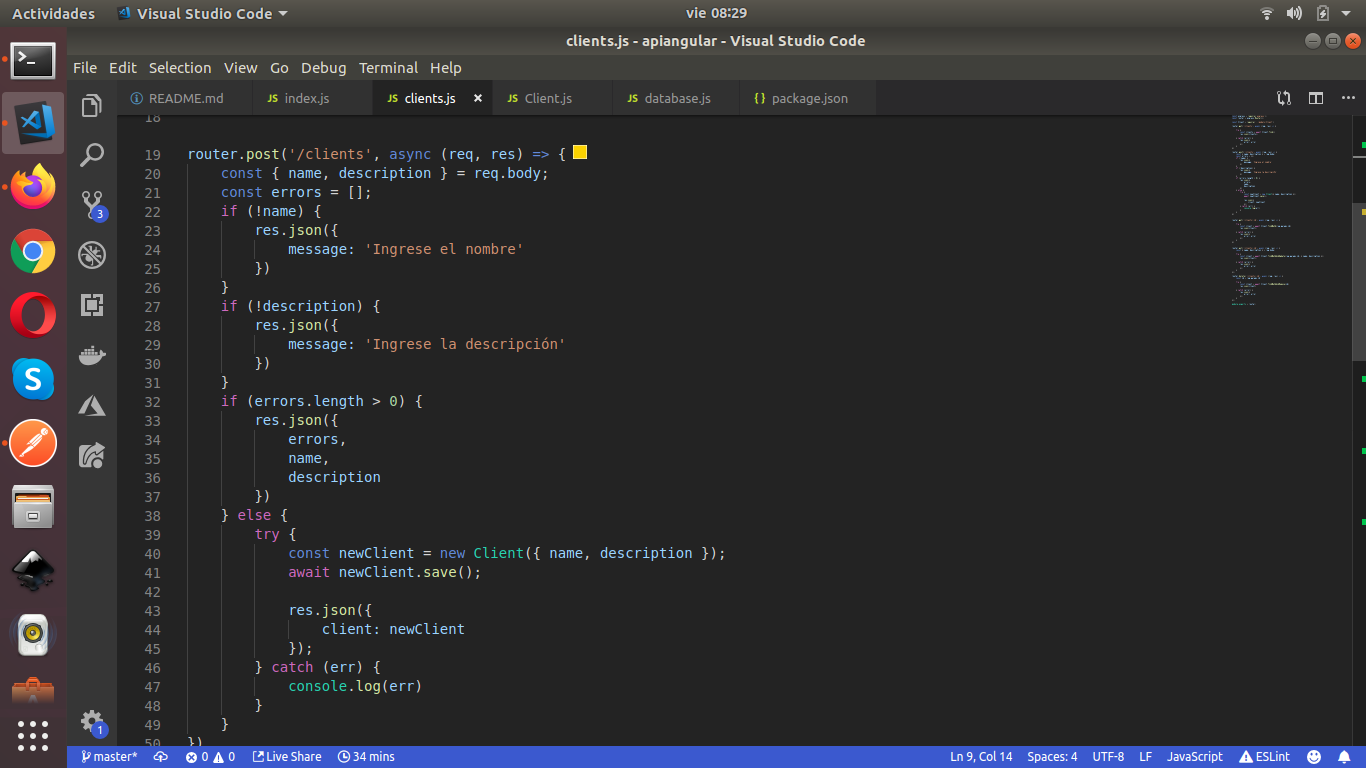 Actividades Visual Studio Code vie 08:29
clients.js - apiangular - Visual Studio Code
File Edit Selection View Go Debug Terminal Help
README.md JS index.js JS clients.js × JS Client.js JS database.js {} package.json
18
19 router.post('/clients', async (req, res) => {
20 const { name, description } = req.body;
21 const errors = [];
22 if (!name) {
23 res.json({
24 message: 'Ingrese el nombre'
25 })
26 }
27 if (!description) {
28 res.json({
29 message: 'Ingrese la descripción'
30 })
31 }
32 if (errors.length > 0) {
33 res.json({
34 errors,
35 name,
36 description
37 })
38 } else {
39 try {
40 const newClient = new Client({ name, description });
41 await newClient.save();
42
43 res.json({
44 client: newClient
45 });
46 } catch (err) {
47 console.log(err)
48 }
49 }
50 })
3
S
1
master* 0 0 Live Share 34 mins Ln 9, Col 14 Spaces: 4 UTF-8 LF JavaScript ESLint